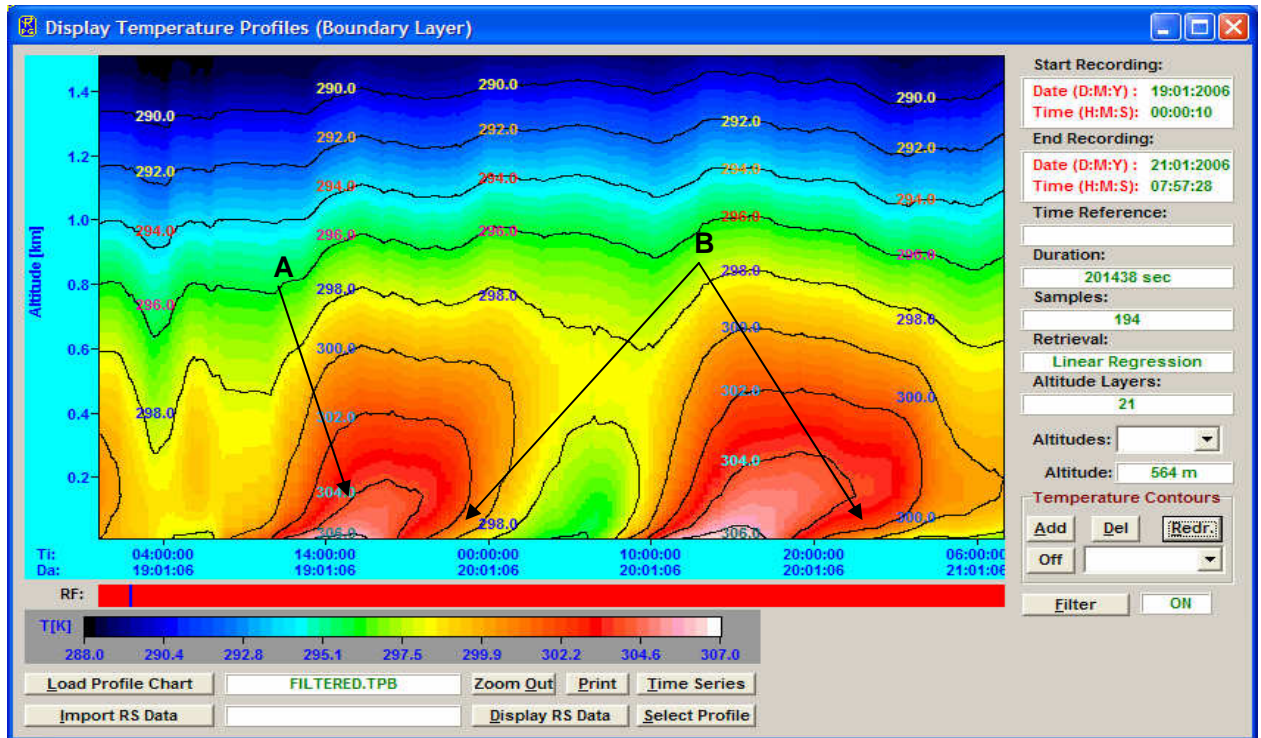 Display Temperature Profiles (Boundary Layer)
Altitude [km]
1.4
1.2
1.0
0.8
0.6
0.4
0.2
290.0
290.0
290.0
290.0
292.0
292.0
292.0
292.0
292.0
294.0
294.0
294.0
294.0
294.0
296.0
296.0
296.0
296.0
296.0
298.0
298.0
298.0
298.0
298.0
300.0
300.0
300.0
302.0
302.0
304.0
304.0
306.0
298.0
306.0
300.0
A
B
Ti: 04:00:00 14:00:00 00:00:00 10:00:00 20:00:00 06:00:00
Da: 19:01:06 19:01:06 20:01:06 20:01:06 20:01:06 21:01:06
RF:
T[K]
288.0 290.4 292.8 295.1 297.5 299.9 302.2 304.6 307.0
Load Profile Chart FILTERED.TPB Zoom Out Print Time Series
Import RS Data Display RS Data Select Profile
Start Recording:
Date (D:M:Y) : 19:01:2006
Time (H:M:S): 00:00:10
End Recording:
Date (D:M:Y) : 21:01:2006
Time (H:M:S): 07:57:28
Time Reference:
Duration:
201438 sec
Samples:
194
Retrieval:
Linear Regression
Altitude Layers:
21
Altitudes:
Altitude: 564 m
Temperature Contours
Add Del Redr.
Off
Filter ON